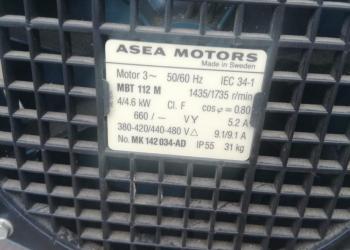 ASEA MOTORS
Made in Sweden
Motor 3~ 50/60 Hz IEC 34-1
MBT 112 M 1435/1735 r/min
4/4.6 kW Cl. F cos φ = 0.80
660 / - VY 5.2 A
380-420/440-480 V△ 9.1/9.1 A
No. MK 142 034-AD IP 55 31 kg